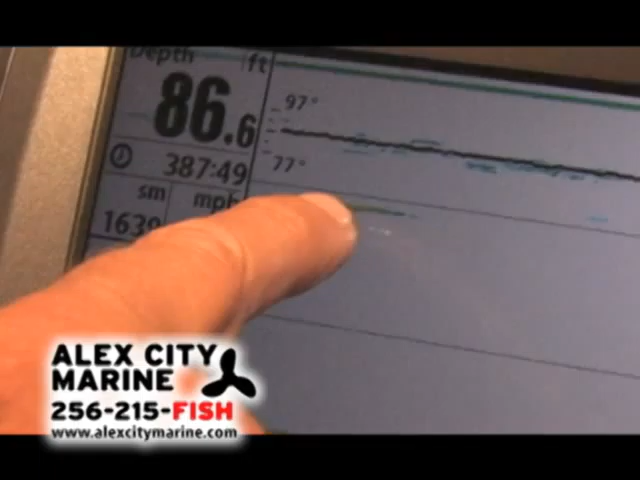 Depth ft
86.6
97°
387:49
77°
sm mph
1639
ALEX CITY
MARINE
256-215-FISH
www.alexcitymarine.com